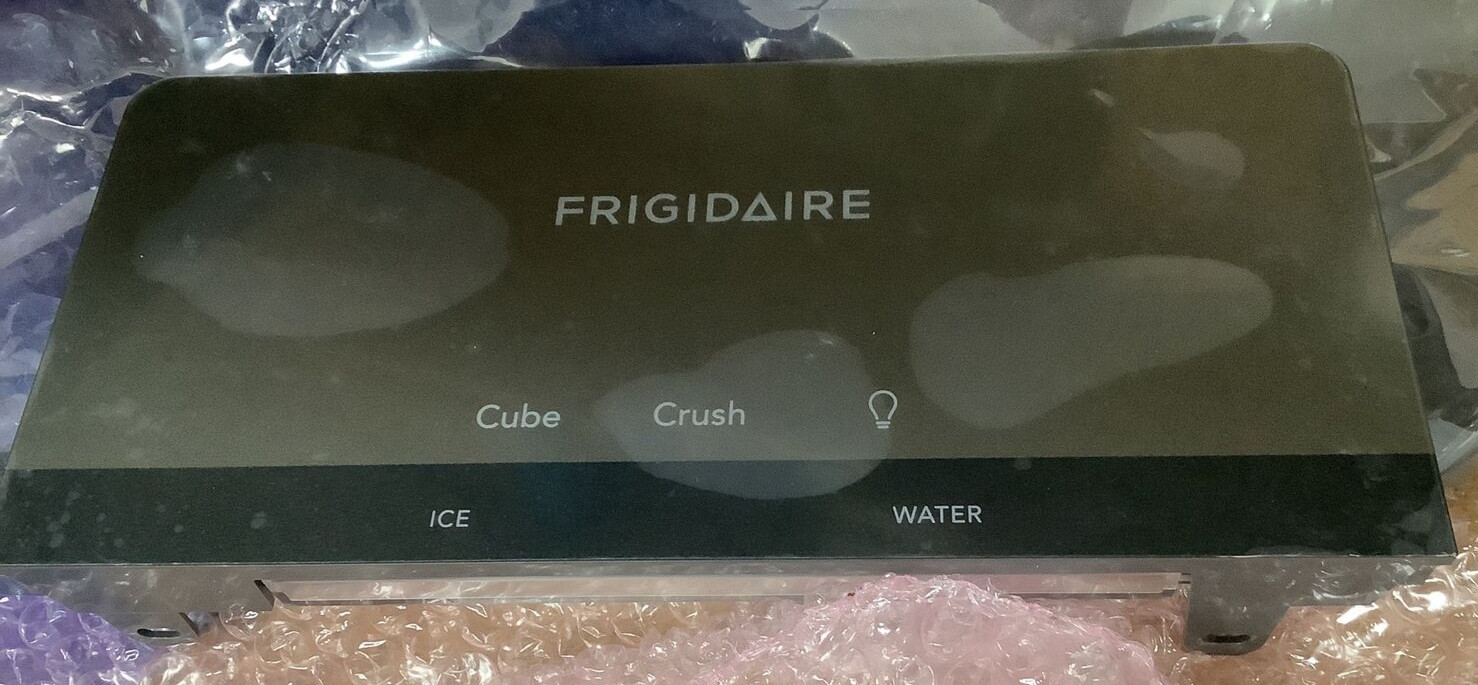 FRIGIDAIRE
Cube Crush
ICE WATER